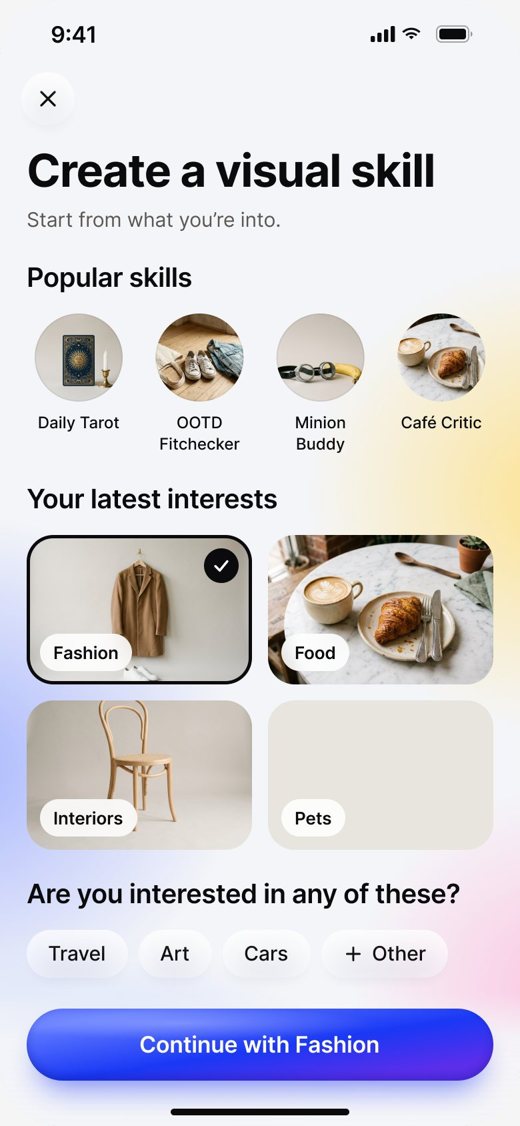 9:41
Create a visual skill
Start from what you’re into.
Popular skills
Daily Tarot
OOTD
Fitchecker
Minion
Buddy
Café Critic
Your latest interests
Fashion
Food
Interiors
Pets
Are you interested in any of these?
Travel
Art
Cars
+ Other
Continue with Fashion